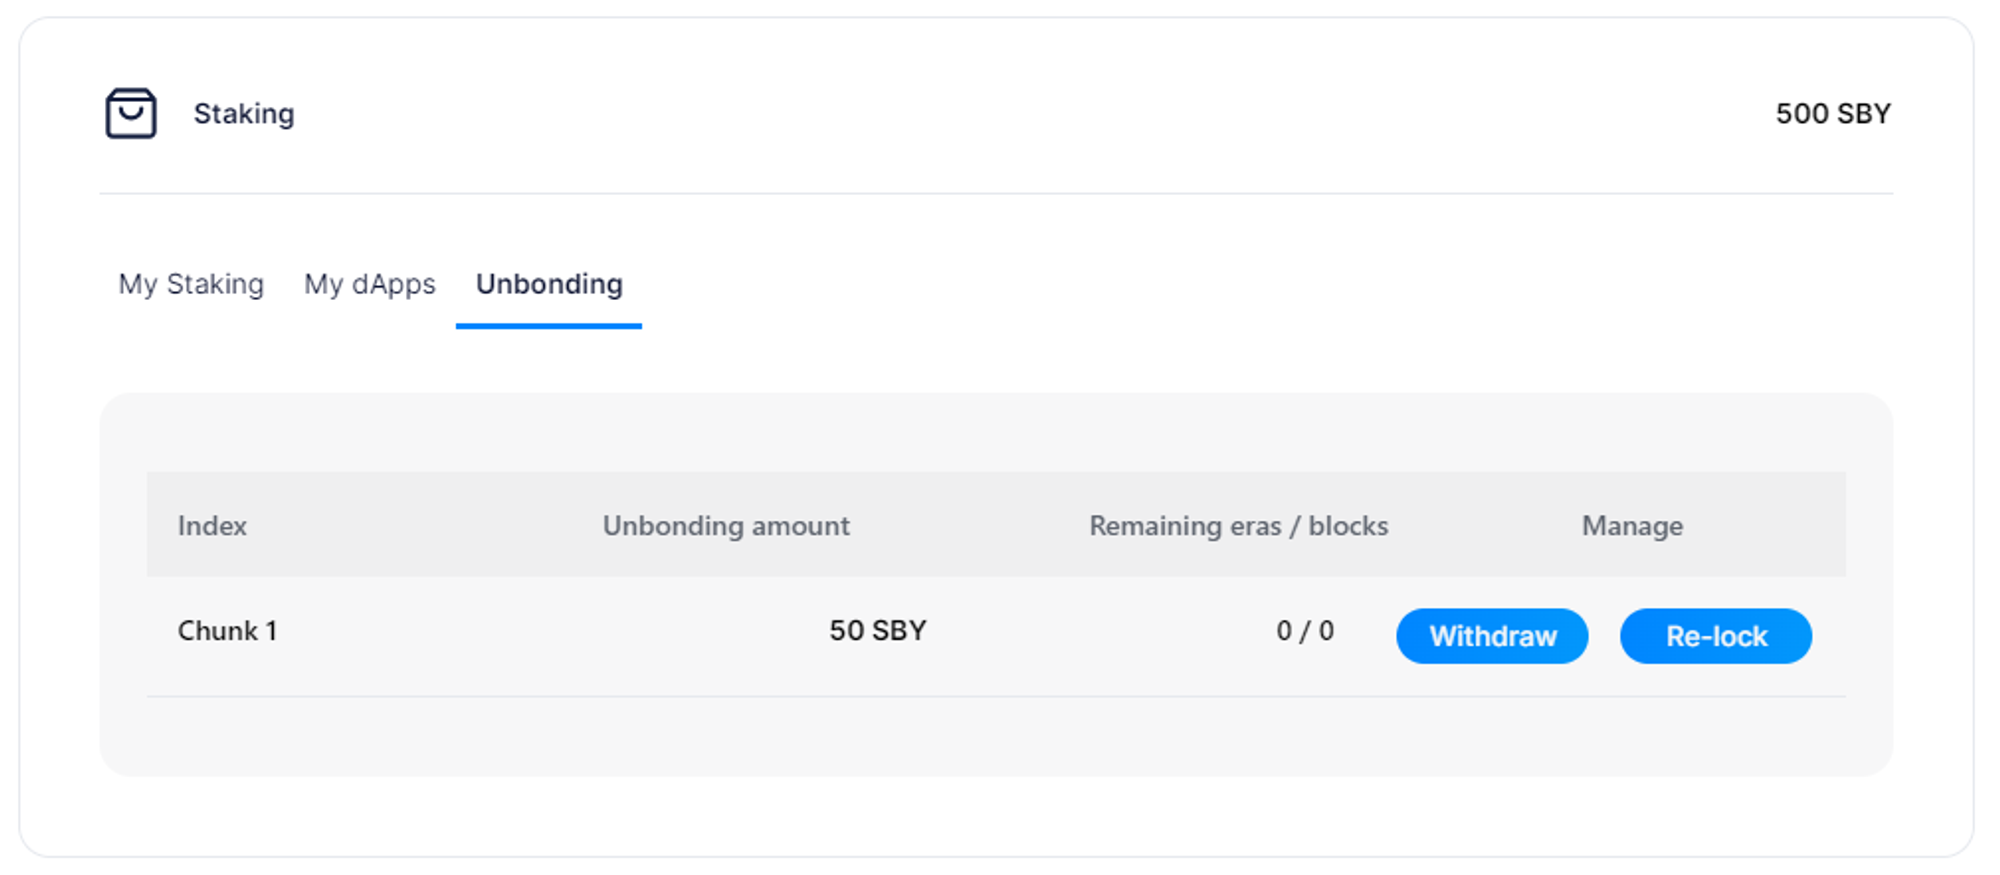 Staking 500 SBY
My Staking My dApps Unbonding
Index Unbonding amount Remaining eras / blocks Manage
Chunk 1 50 SBY 0 / 0 Withdraw Re-lock